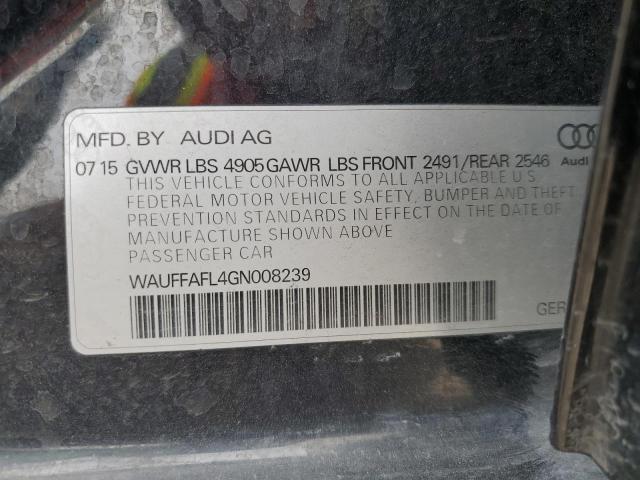 MFD. BY AUDI AG
07 15 GVWR LBS 4905 GAWR LBS FRONT 2491/REAR 2546
Audi
THIS VEHICLE CONFORMS TO ALL APPLICABLE U S
FEDERAL MOTOR VEHICLE SAFETY, BUMPER AND THEFT
PREVENTION STANDARDS IN EFFECT ON THE DATE OF
MANUFACTURE SHOWN ABOVE
PASSENGER CAR
WAUFFAFL4GN008239
GER